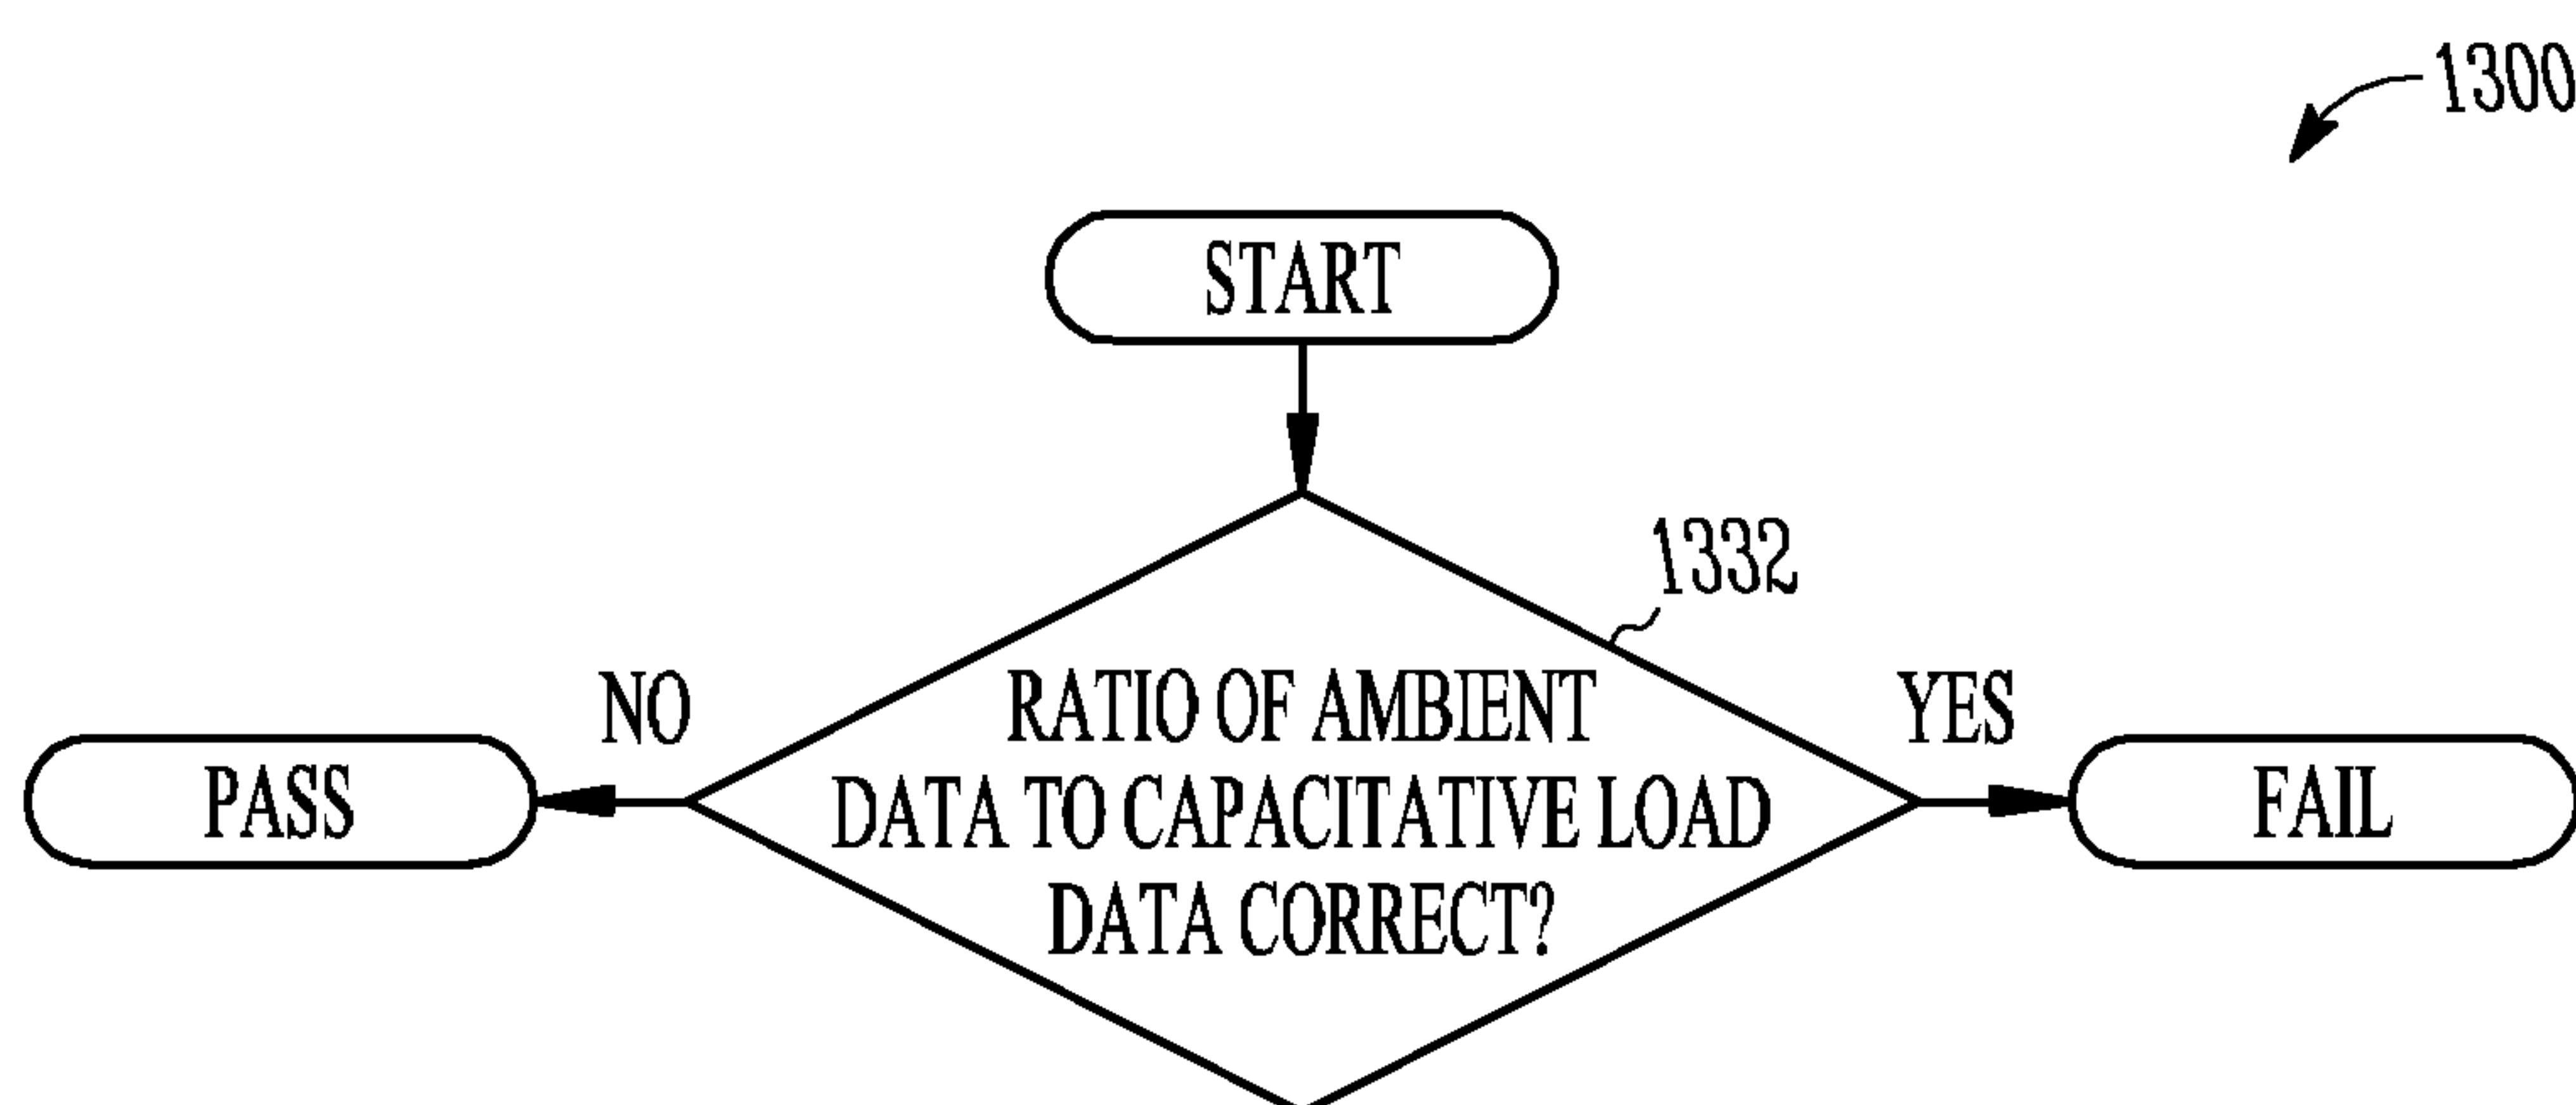 1300
START
1332
RATIO OF AMBIENT
DATA TO CAPACITATIVE LOAD
DATA CORRECT?
NO
YES
PASS
FAIL